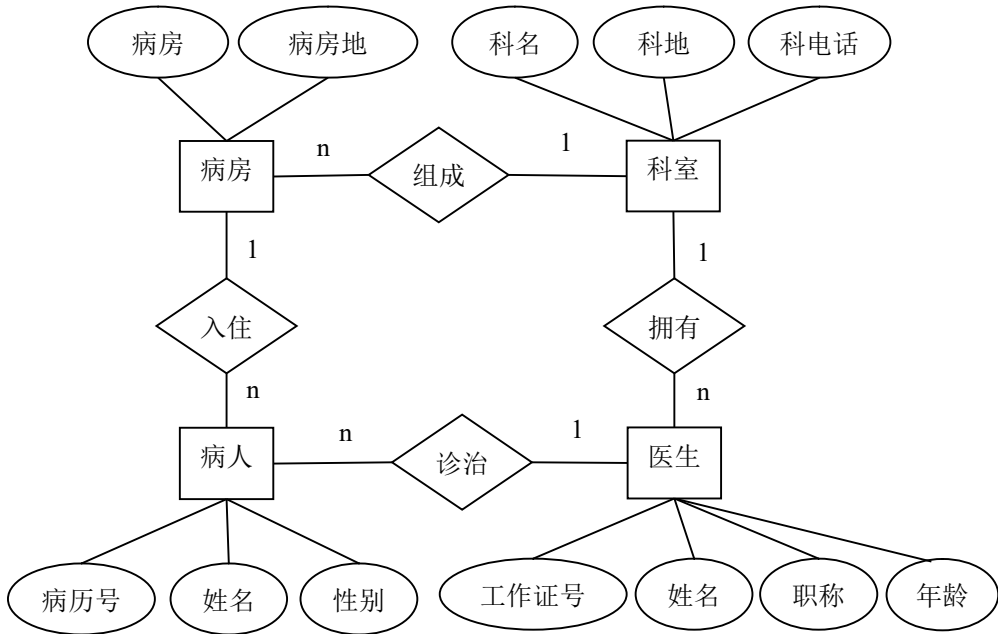 病房 病房地 科名 科地 科电话
病房 n 组成 1 科室
1 1
入住 拥有
n n
病人 n 诊治 1 医生
病历号 姓名 性别 工作证号 姓名 职称 年龄